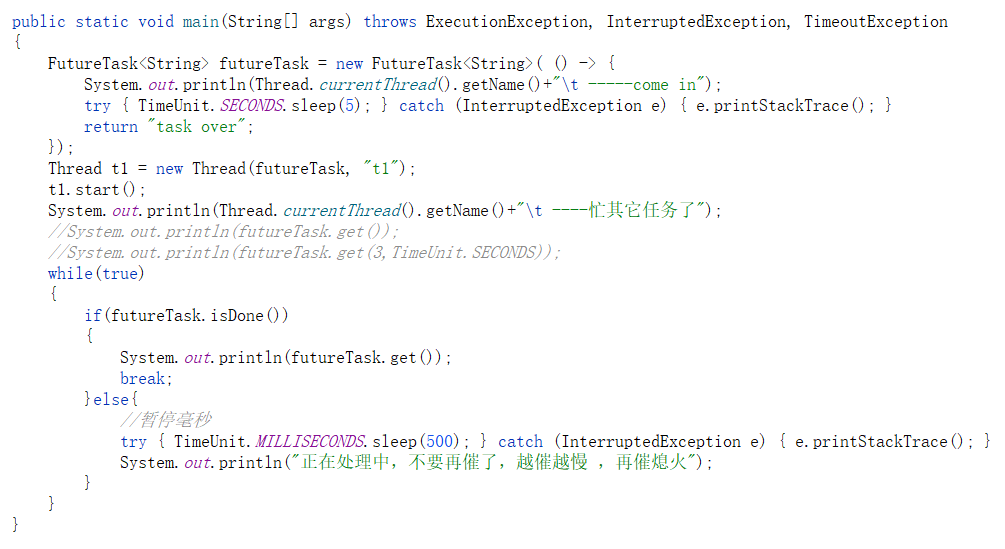 public static void main(String[] args) throws ExecutionException, InterruptedException, TimeoutException
{
    FutureTask<String> futureTask = new FutureTask<String>( () -> {
        System.out.println(Thread.currentThread().getName()+"\t -----come in");
        try { TimeUnit.SECONDS.sleep(5); } catch (InterruptedException e) { e.printStackTrace(); }
        return "task over";
    });
    Thread t1 = new Thread(futureTask, "t1");
    t1.start();
    System.out.println(Thread.currentThread().getName()+"\t ----忙其它任务了");
    //System.out.println(futureTask.get());
    //System.out.println(futureTask.get(3,TimeUnit.SECONDS));
    while(true)
    {
        if(futureTask.isDone())
        {
            System.out.println(futureTask.get());
            break;
        }else{
            //暂停毫秒
            try { TimeUnit.MILLISECONDS.sleep(500); } catch (InterruptedException e) { e.printStackTrace(); }
            System.out.println("正在处理中，不要再催了，越催越慢 ，再催熄火");
        }
    }
}